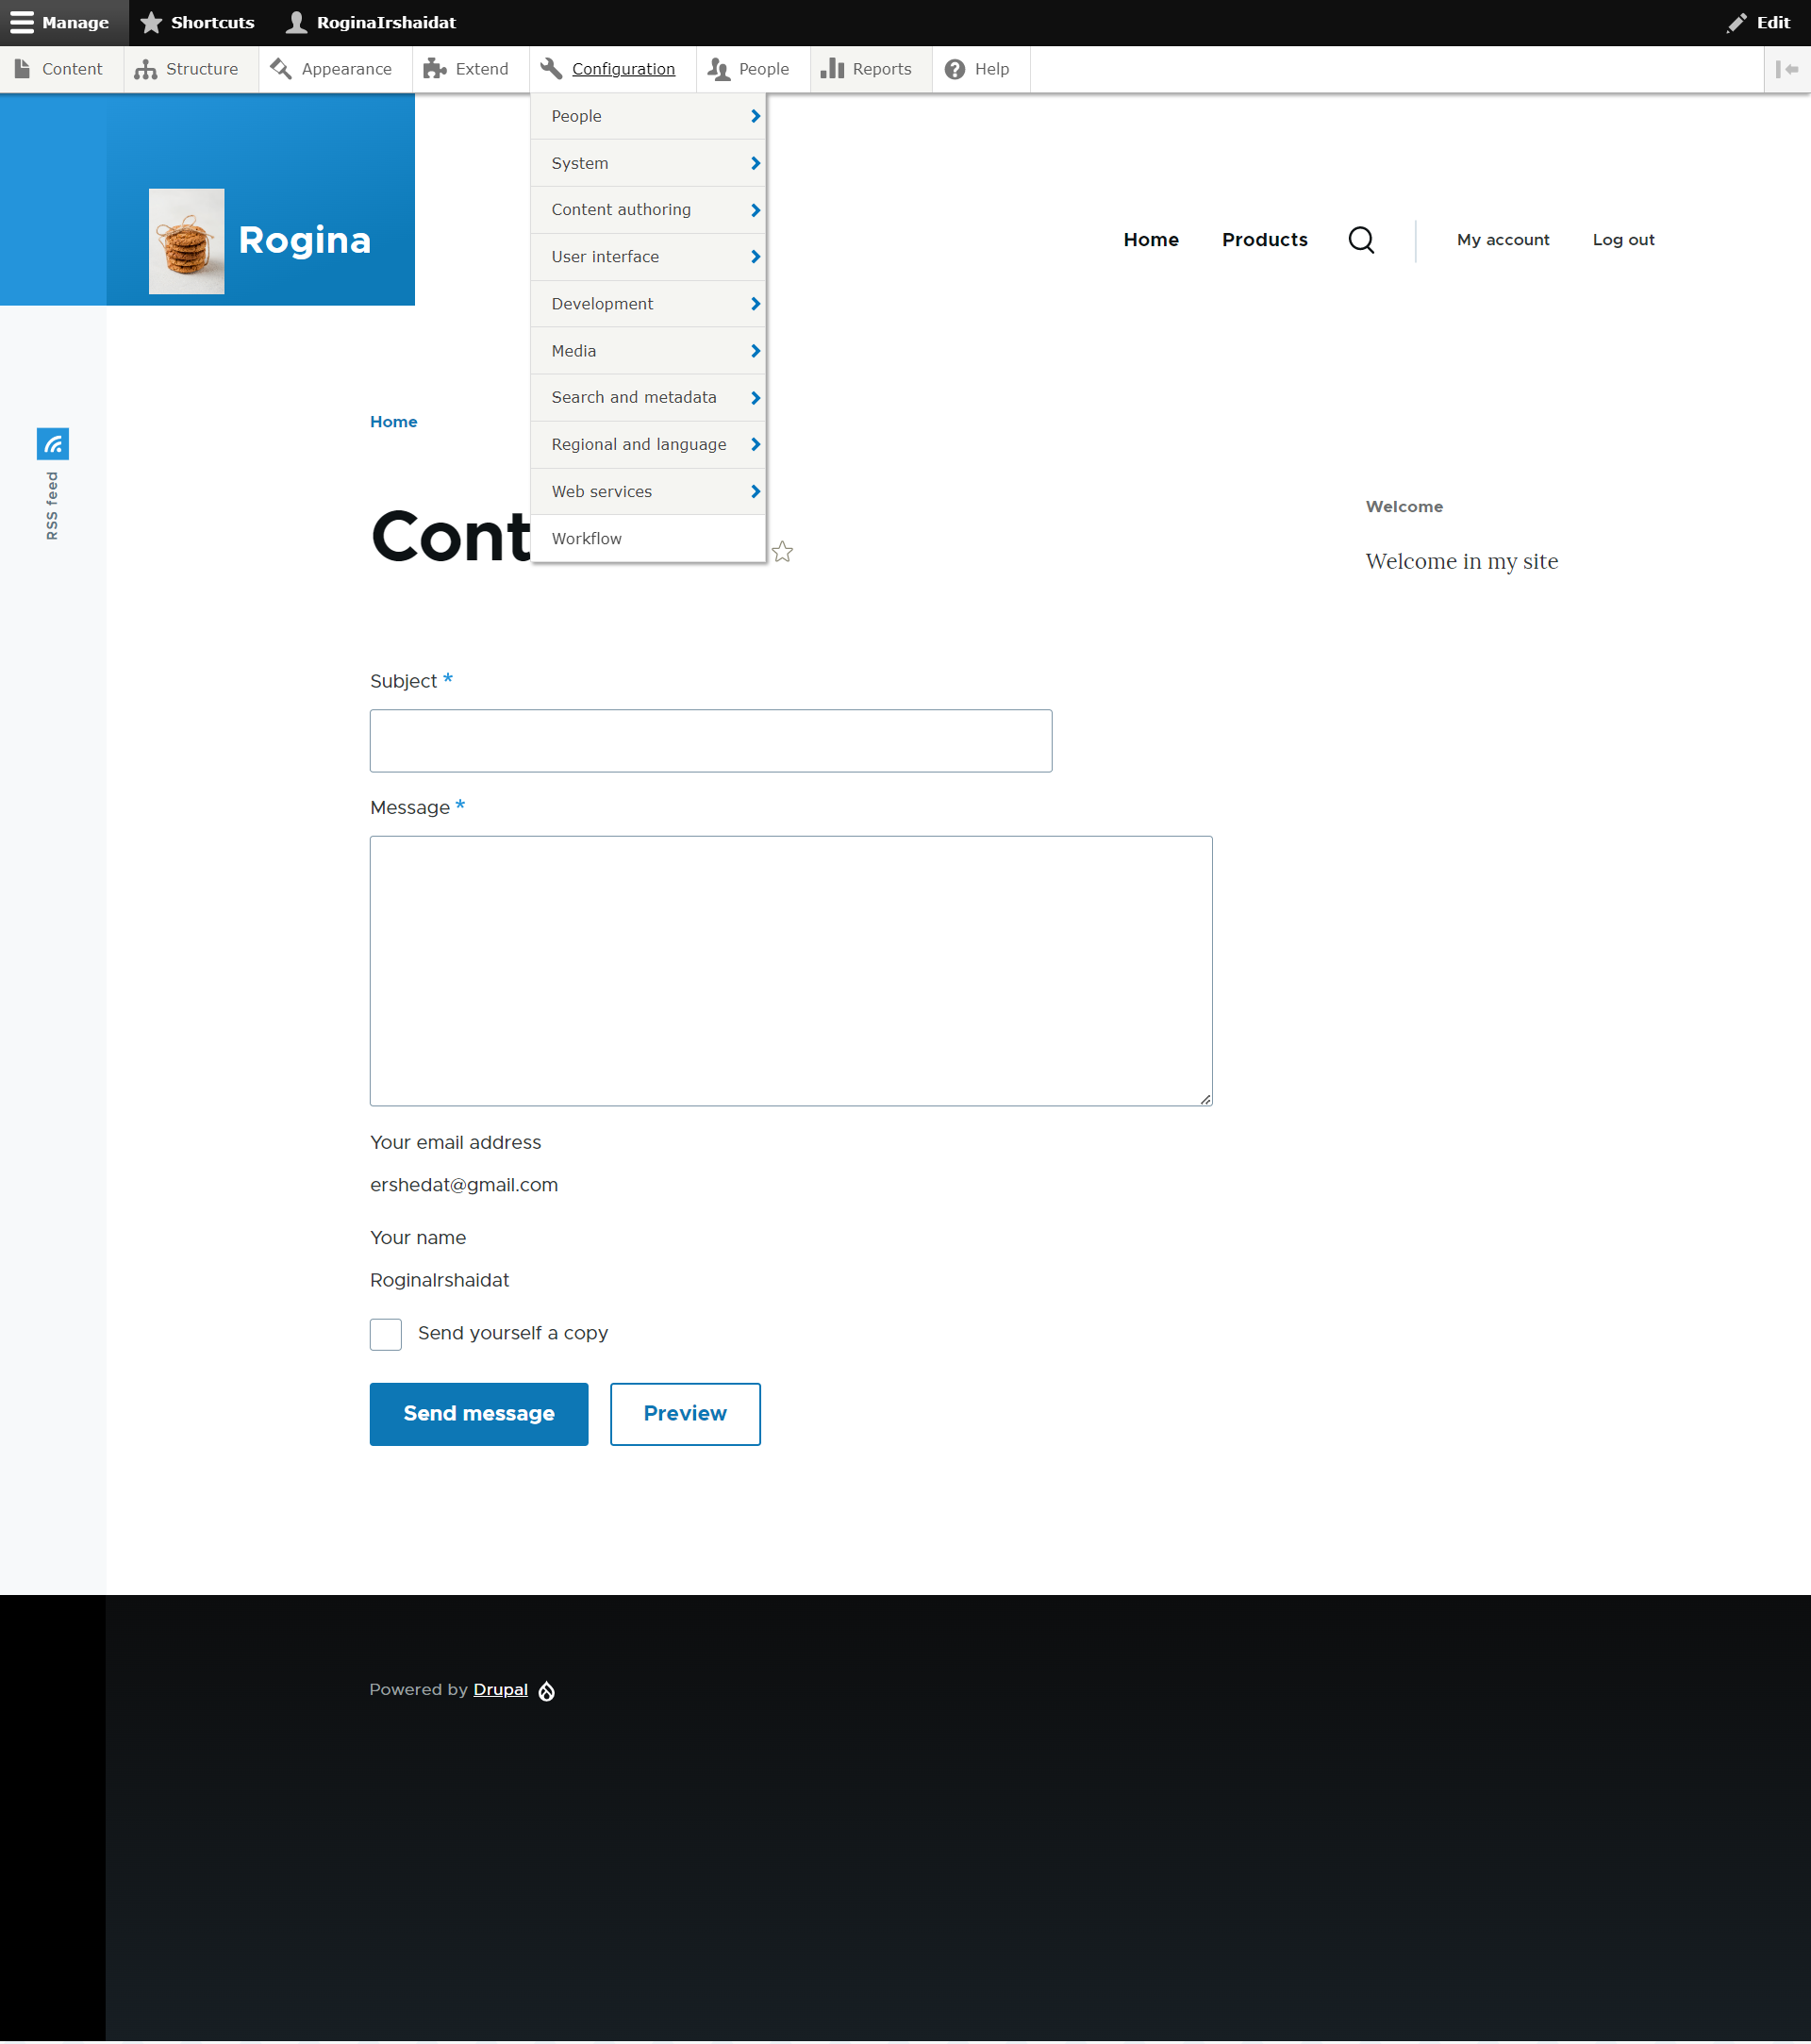 Manage Shortcuts RoginaIrshaidat Edit
Content Structure Appearance Extend Configuration People Reports Help
People
System
Content authoring
User interface
Development
Media
Search and metadata
Regional and language
Web services
Workflow
Rogina
Home Products My account Log out
Home
RSS feed
Cont
Welcome
Welcome in my site
Subject *
Message *
Your email address
ershedat@gmail.com
Your name
RoginaIrshaidat
Send yourself a copy
Send message Preview
Powered by Drupal